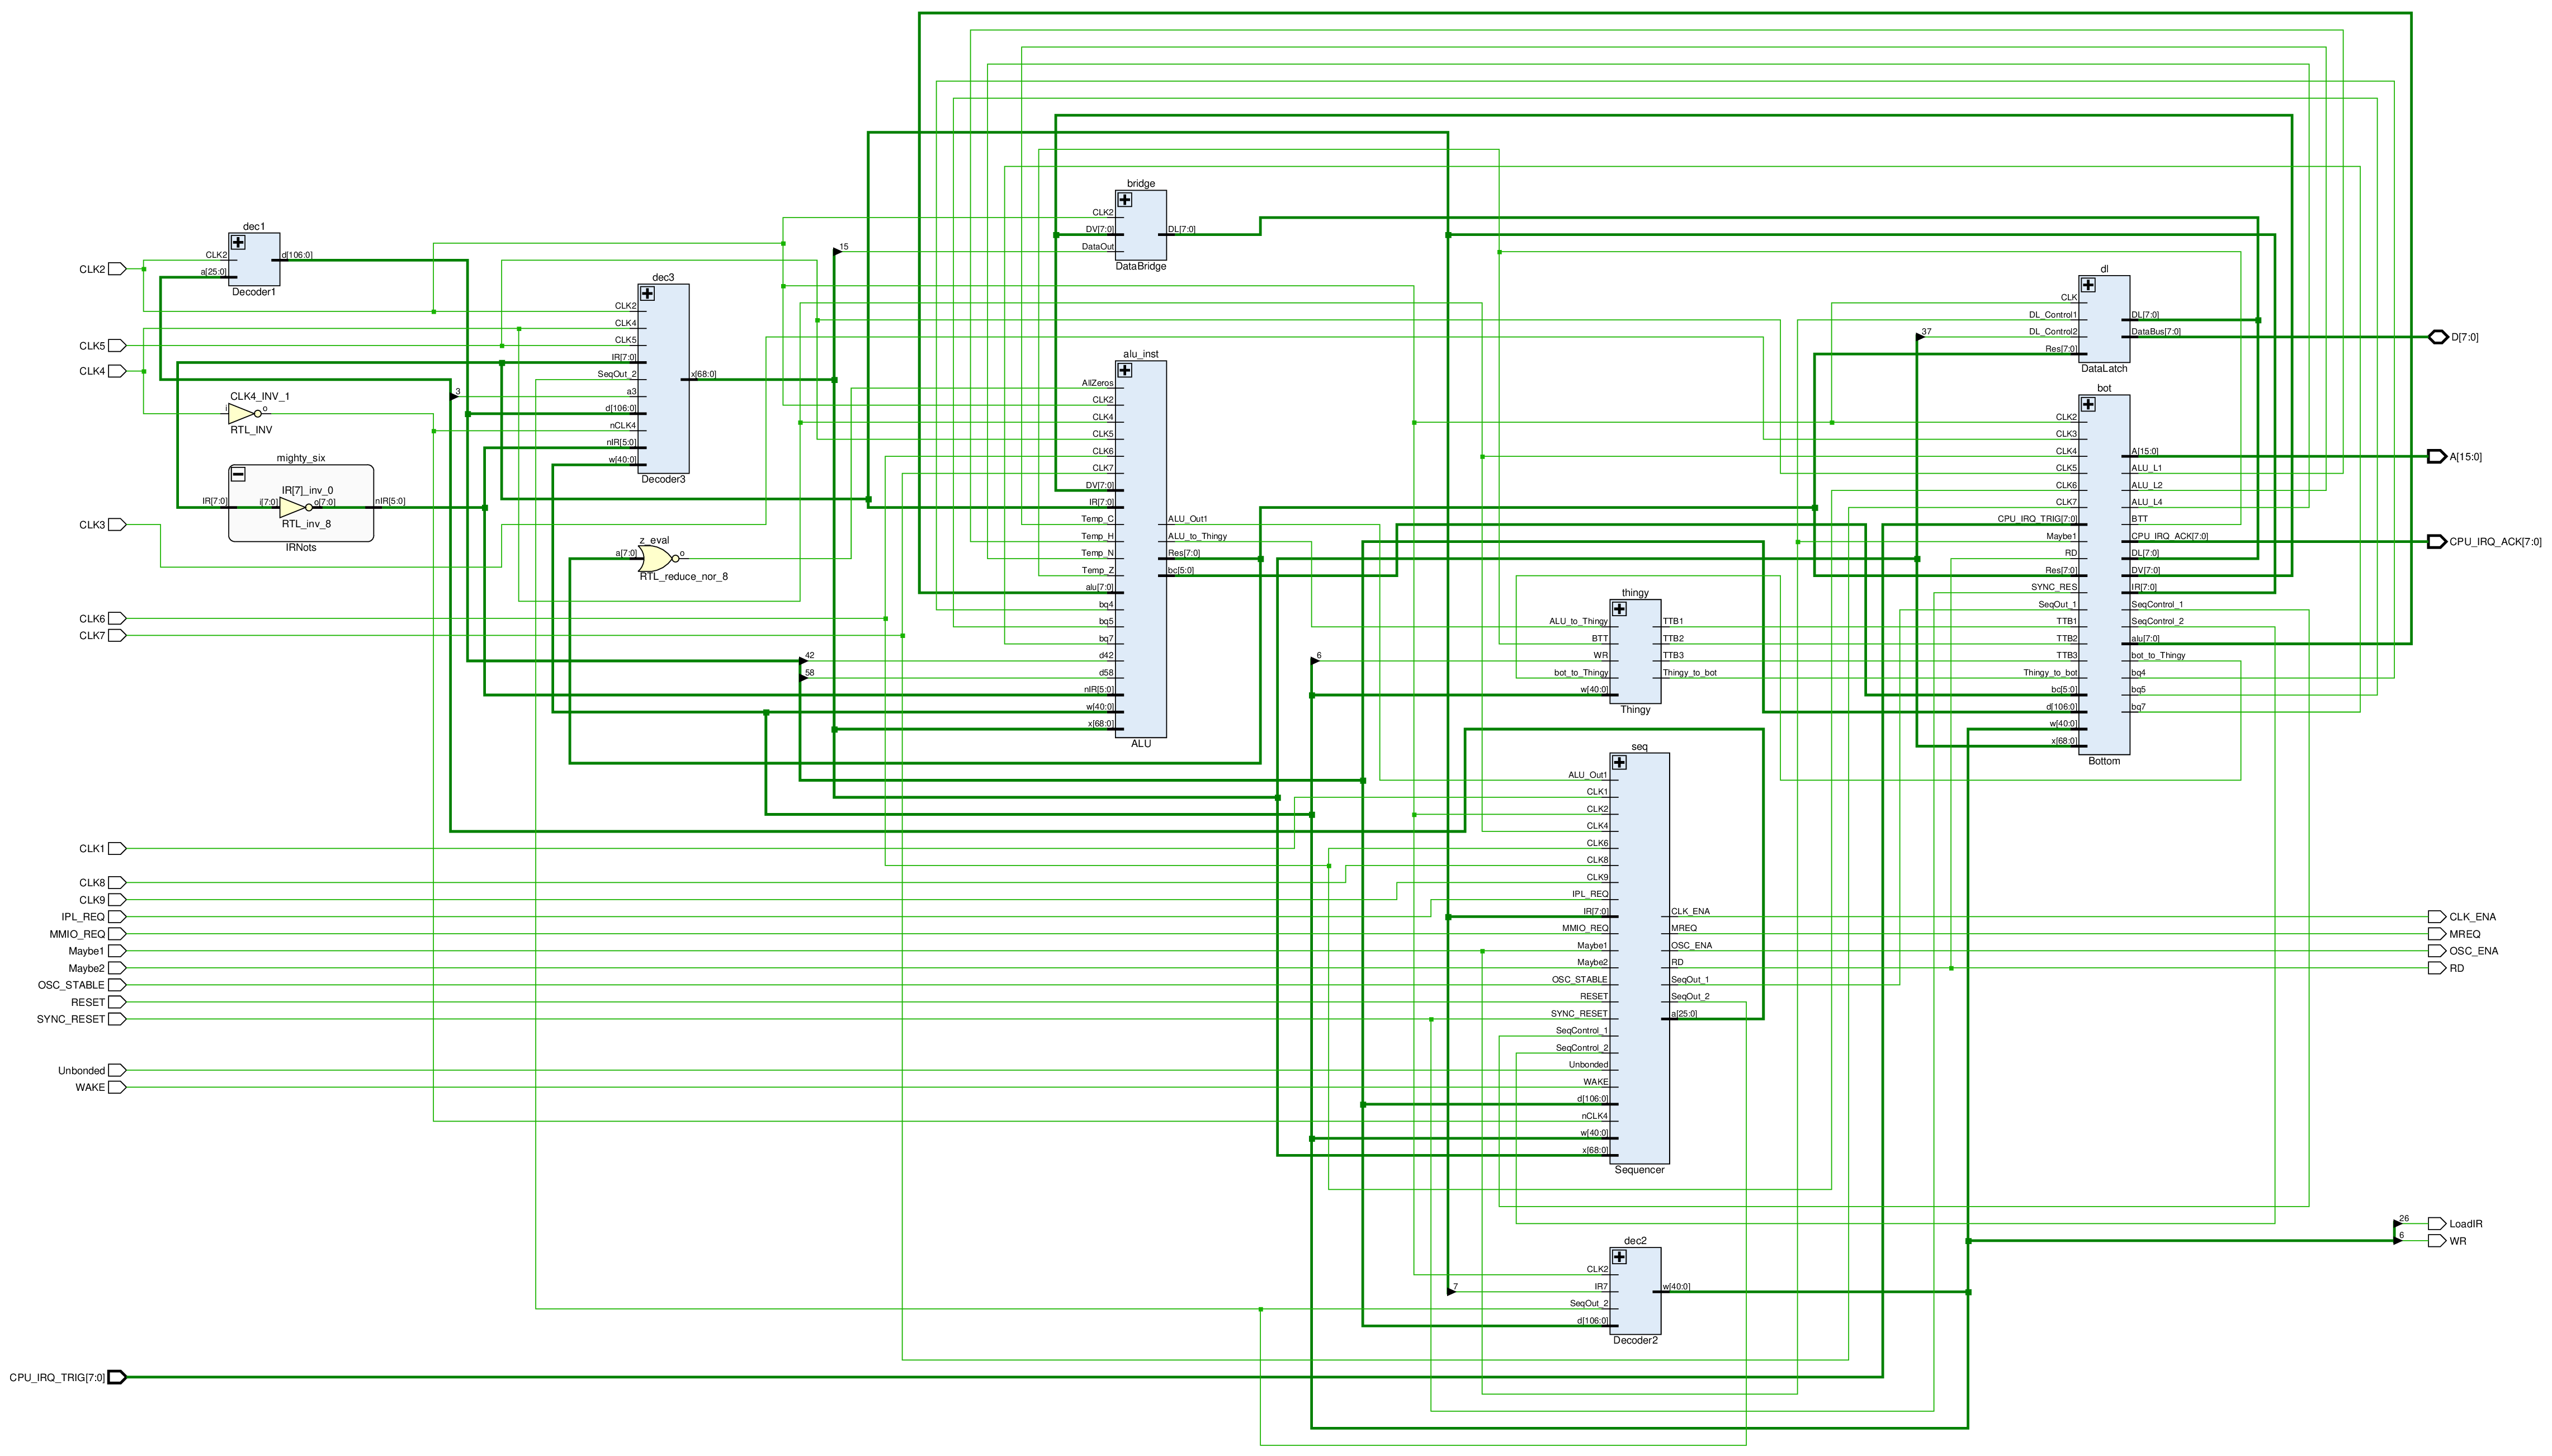 CLK2
CLK5
CLK4
CLK3
CLK6
CLK7
CLK1
CLK8
CLK9
IPL_REQ
MMIO_REQ
Maybe1
Maybe2
OSC_STABLE
RESET
SYNC_RESET
Unbonded
WAKE
CPU_IRQ_TRIG[7:0]
dec1
CLK2
a[25:0]
d[106:0]
Decoder1
CLK4_INV_1
i
o
RTL_INV
mighty_six
IR[7:0]
IR[7]_inv_0
i[7:0]
o[7:0]
nIR[5:0]
RTL_inv_8
IRNots
3
dec3
CLK2
CLK4
CLK5
IR[7:0]
SeqOut_2
a3
d[106:0]
nCLK4
nIR[5:0]
w[40:0]
x[68:0]
Decoder3
z_eval
a[7:0]
o
RTL_reduce_nor_8
15
42
58
bridge
CLK2
DV[7:0]
DataOut
DL[7:0]
DataBridge
alu_inst
AllZeros
CLK2
CLK4
CLK5
CLK6
CLK7
DV[7:0]
IR[7:0]
Temp_C
Temp_H
Temp_N
Temp_Z
alu[7:0]
bq4
bq5
bq7
d42
d58
nIR[5:0]
w[40:0]
x[68:0]
ALU_Out1
ALU_to_Thingy
Res[7:0]
bc[5:0]
ALU
6
thingy
ALU_to_Thingy
BTT
WR
bot_to_Thingy
w[40:0]
TTB1
TTB2
TTB3
Thingy_to_bot
Thingy
seq
ALU_Out1
CLK1
CLK2
CLK4
CLK6
CLK8
CLK9
IPL_REQ
IR[7:0]
MMIO_REQ
Maybe1
Maybe2
OSC_STABLE
RESET
SYNC_RESET
SeqControl_1
SeqControl_2
Unbonded
WAKE
d[106:0]
nCLK4
w[40:0]
x[68:0]
CLK_ENA
MREQ
OSC_ENA
RD
SeqOut_1
SeqOut_2
a[25:0]
Sequencer
7
dec2
CLK2
IR7
SeqOut_2
d[106:0]
w[40:0]
Decoder2
37
dl
CLK
DL_Control1
DL_Control2
Res[7:0]
DL[7:0]
DataBus[7:0]
DataLatch
bot
CLK2
CLK3
CLK4
CLK5
CLK6
CLK7
CPU_IRQ_TRIG[7:0]
Maybe1
RD
Res[7:0]
SYNC_RES
SeqOut_1
TTB1
TTB2
TTB3
Thingy_to_bot
bc[5:0]
d[106:0]
w[40:0]
x[68:0]
A[15:0]
ALU_L1
ALU_L2
ALU_L4
BTT
CPU_IRQ_ACK[7:0]
DL[7:0]
DV[7:0]
IR[7:0]
SeqControl_1
SeqControl_2
alu[7:0]
bot_to_Thingy
bq4
bq5
bq7
Bottom
26
6
D[7:0]
A[15:0]
CPU_IRQ_ACK[7:0]
CLK_ENA
MREQ
OSC_ENA
RD
LoadIR
WR